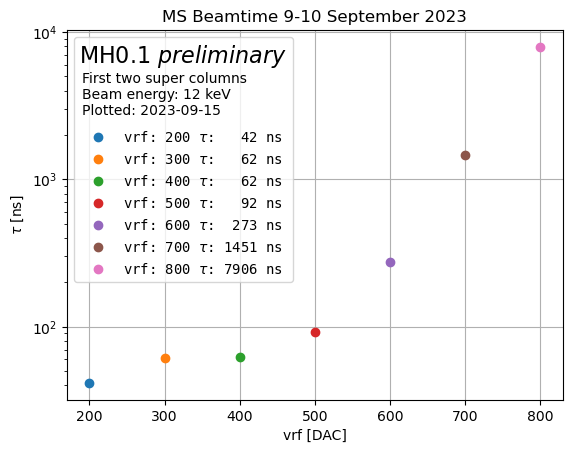 MS Beamtime 9-10 September 2023
10⁴
MH0.1 preliminary
First two super columns
Beam energy: 12 keV
Plotted: 2023-09-15
vrf: 200 τ:   42 ns
vrf: 300 τ:   62 ns
vrf: 400 τ:   62 ns
vrf: 500 τ:   92 ns
vrf: 600 τ:  273 ns
vrf: 700 τ: 1451 ns
vrf: 800 τ: 7906 ns
10³
τ [ns]
10²
200 300 400 500 600 700 800
vrf [DAC]